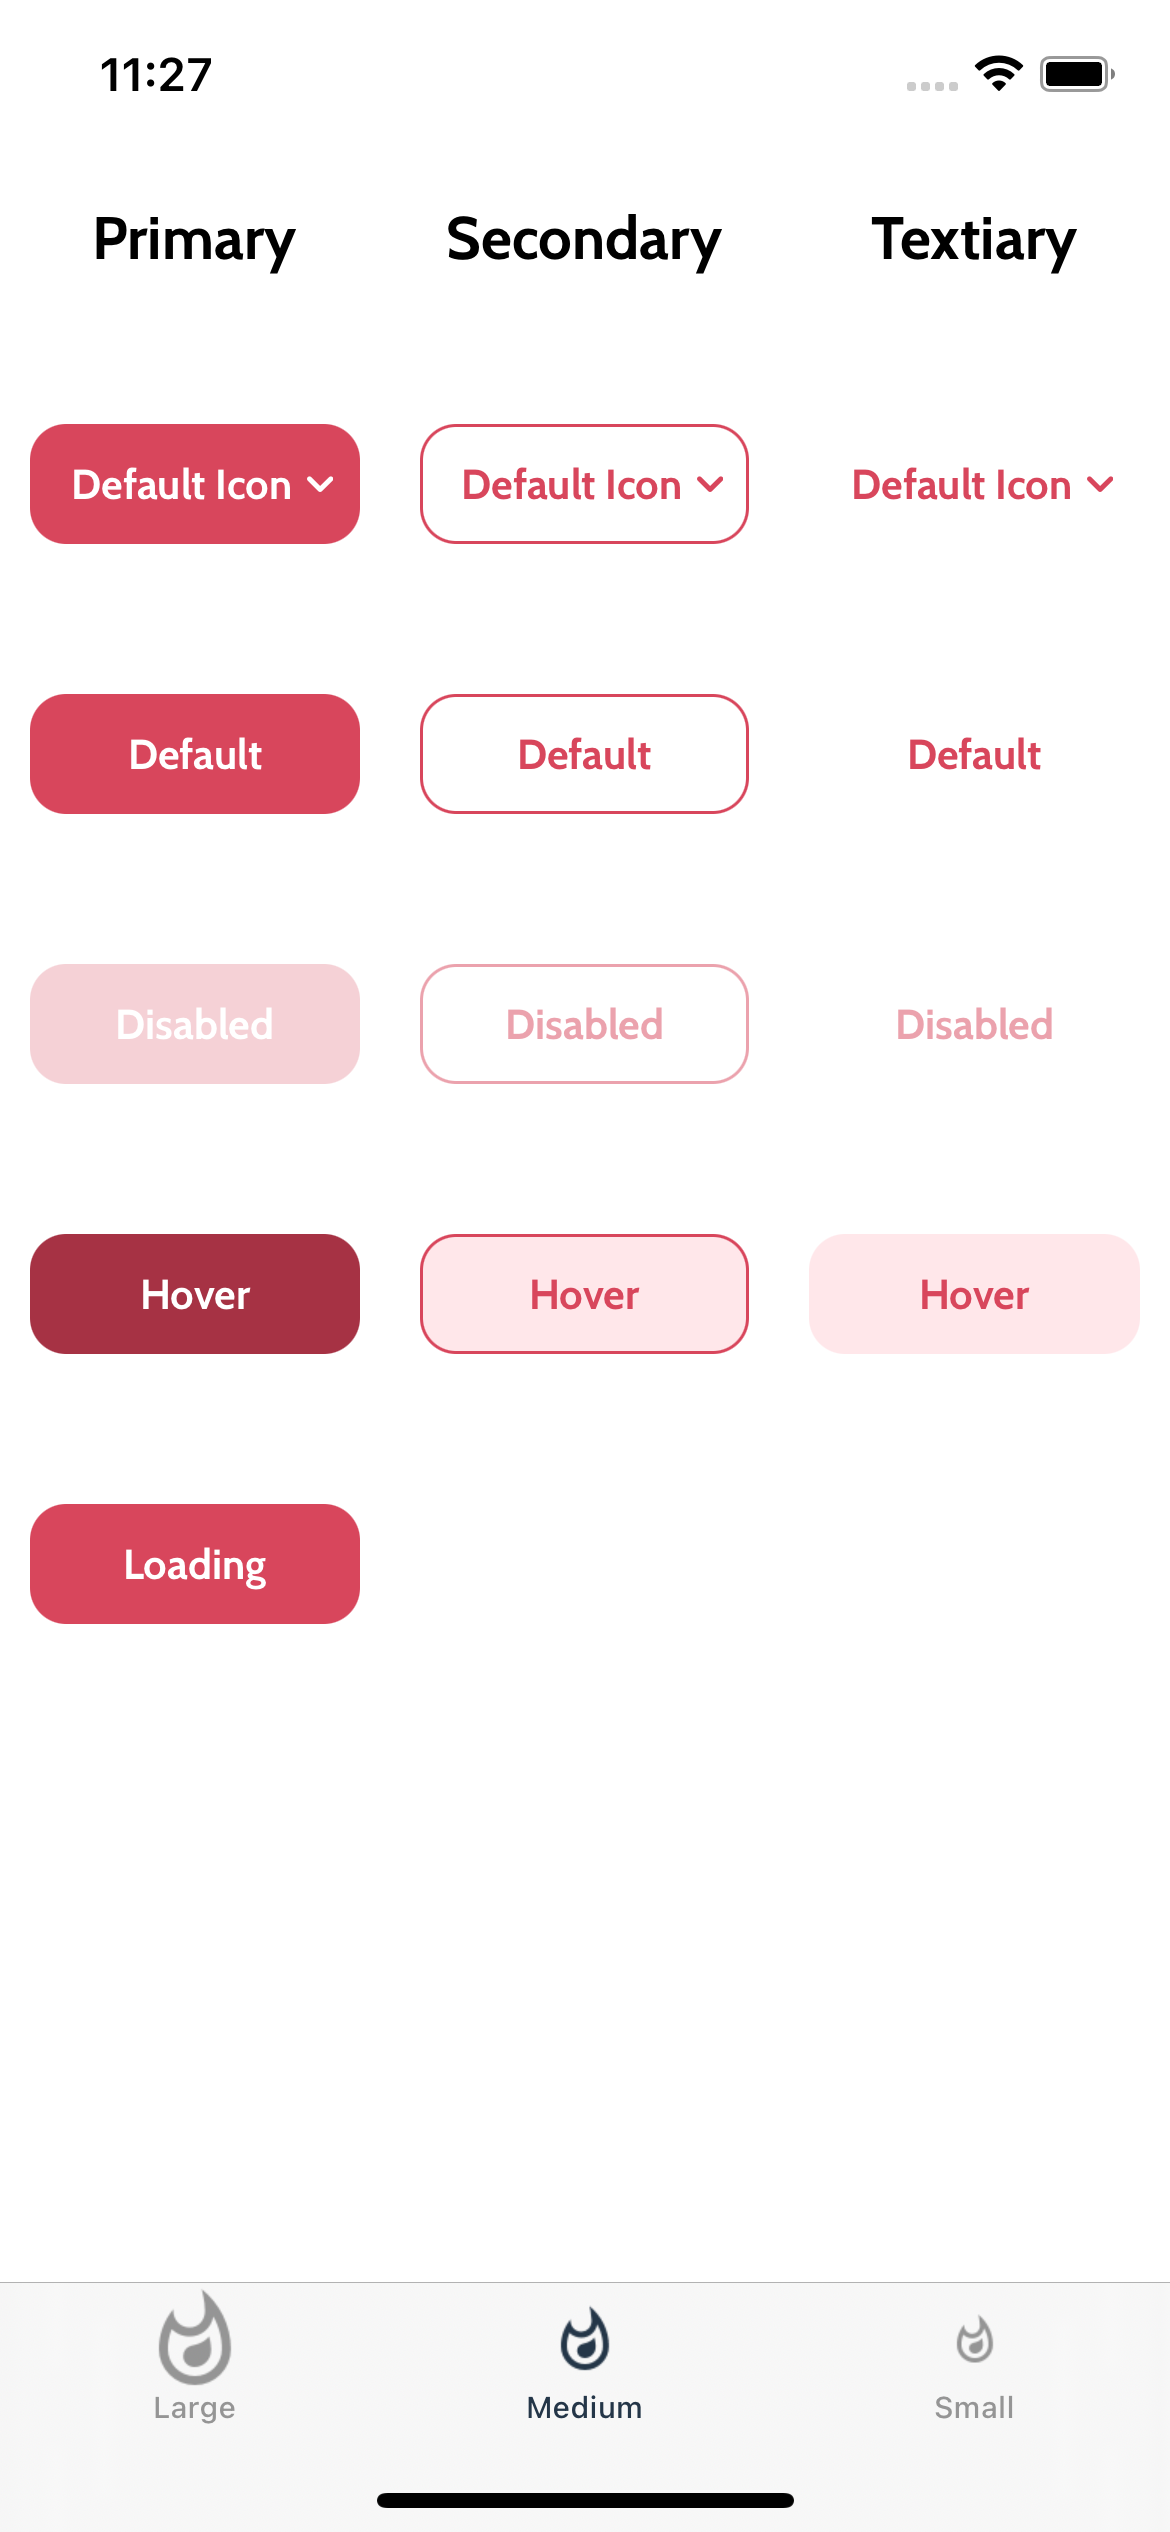 11:27
Primary Secondary Textiary
Default Icon Default Icon Default Icon
Default Default Default
Disabled Disabled Disabled
Hover Hover Hover
Loading
Large Medium Small